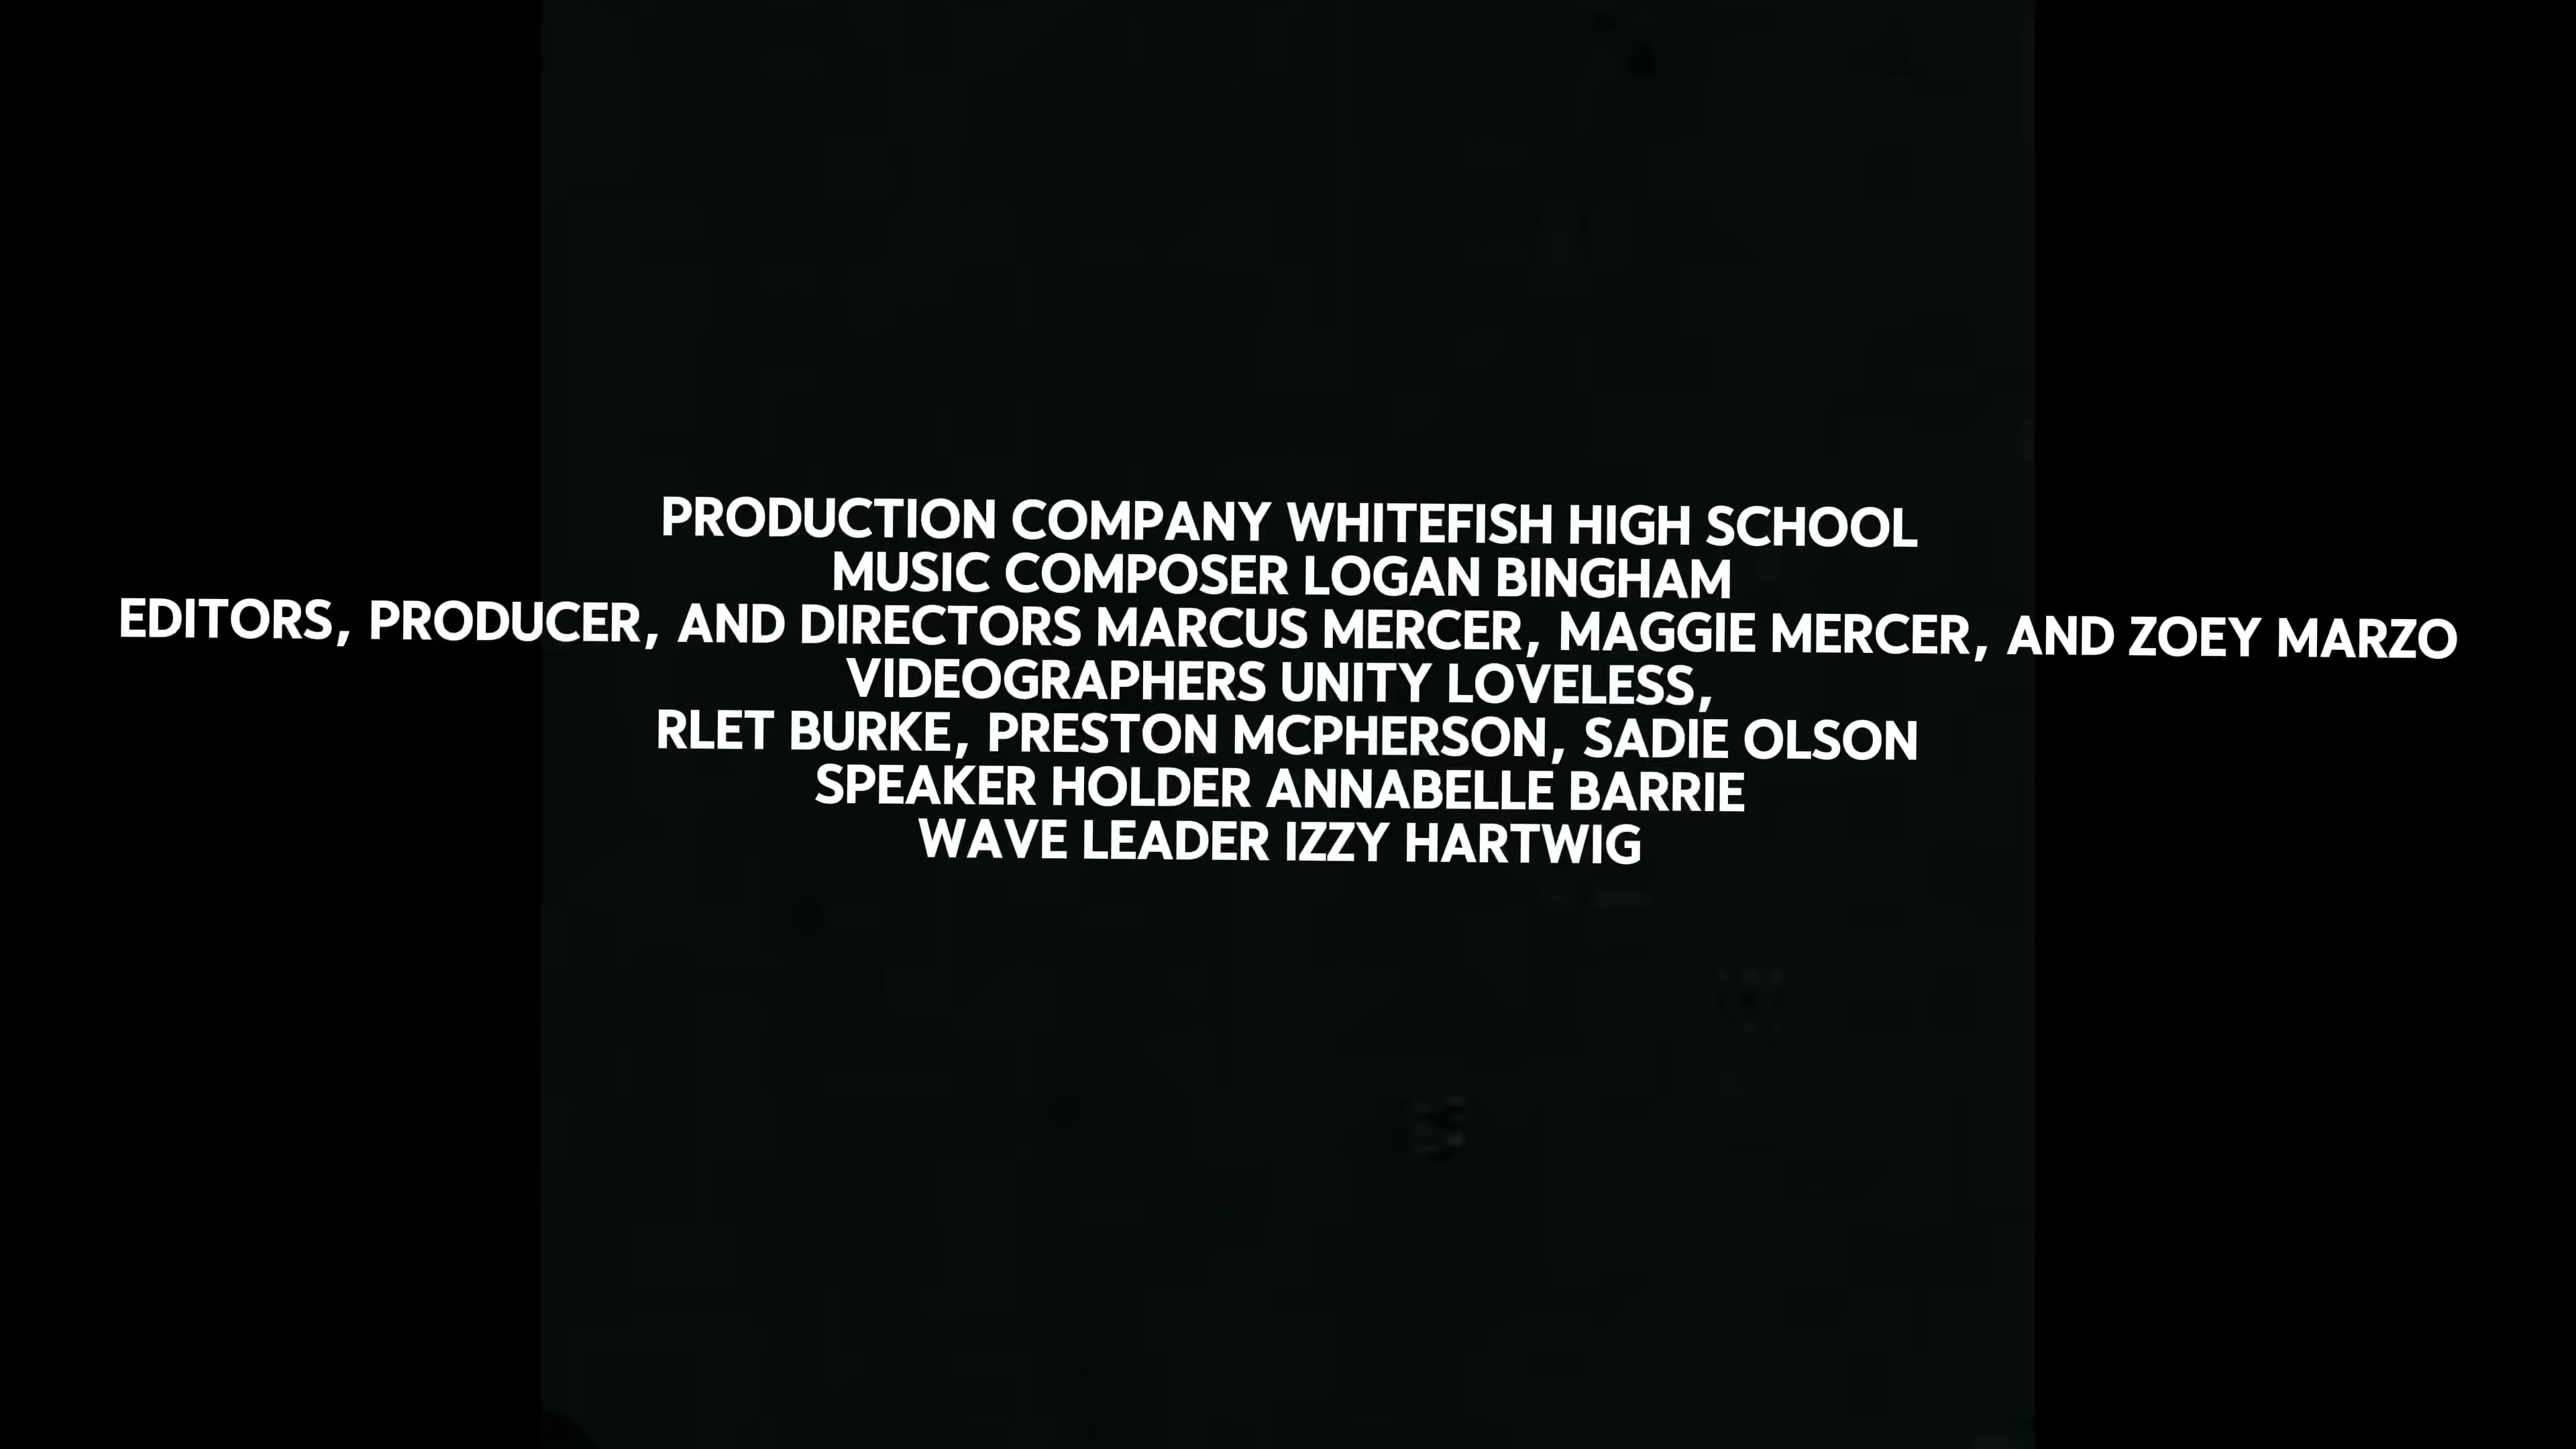 PRODUCTION COMPANY WHITEFISH HIGH SCHOOL
MUSIC COMPOSER LOGAN BINGHAM
EDITORS, PRODUCER, AND DIRECTORS MARCUS MERCER, MAGGIE MERCER, AND ZOEY MARZO
VIDEOGRAPHERS UNITY LOVELESS,
RLET BURKE, PRESTON MCPHERSON, SADIE OLSON
SPEAKER HOLDER ANNABELLE BARRIE
WAVE LEADER IZZY HARTWIG